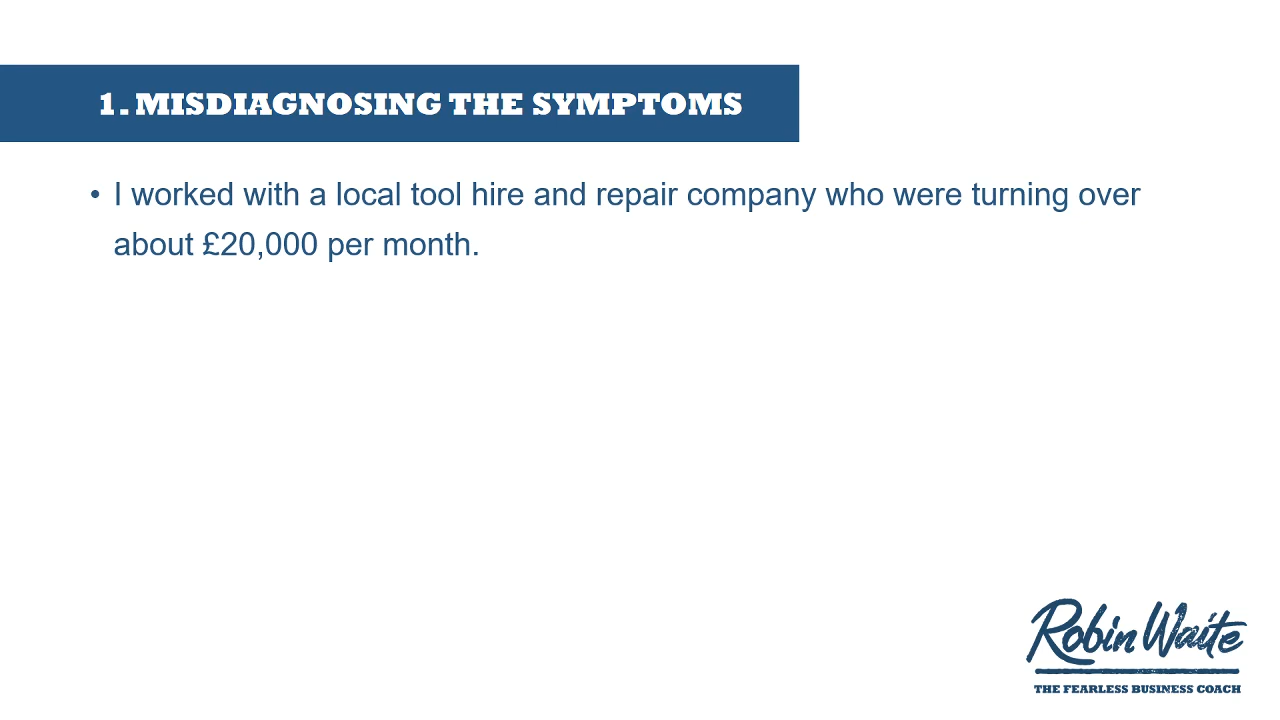 1. MISDIAGNOSING THE SYMPTOMS
• I worked with a local tool hire and repair company who were turning over
about £20,000 per month.
Robin Waite
THE FEARLESS BUSINESS COACH